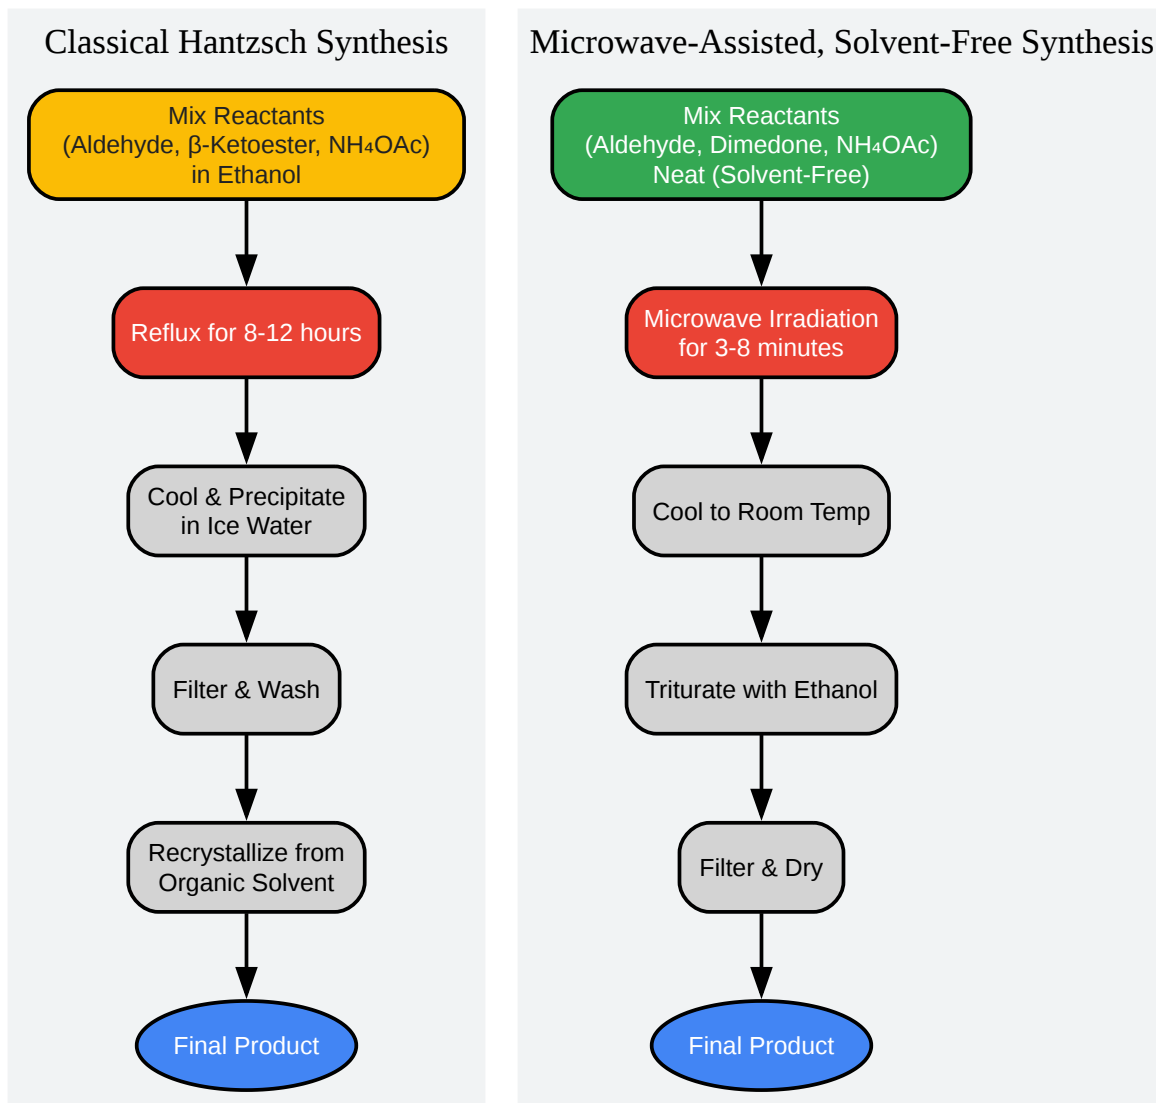 Classical Hantzsch Synthesis
Mix Reactants
(Aldehyde, β-Ketoester, NH₄OAc)
in Ethanol
Reflux for 8-12 hours
Cool & Precipitate
in Ice Water
Filter & Wash
Recrystallize from
Organic Solvent
Final Product
Microwave-Assisted, Solvent-Free Synthesis
Mix Reactants
(Aldehyde, Dimedone, NH₄OAc)
Neat (Solvent-Free)
Microwave Irradiation
for 3-8 minutes
Cool to Room Temp
Triturate with Ethanol
Filter & Dry
Final Product